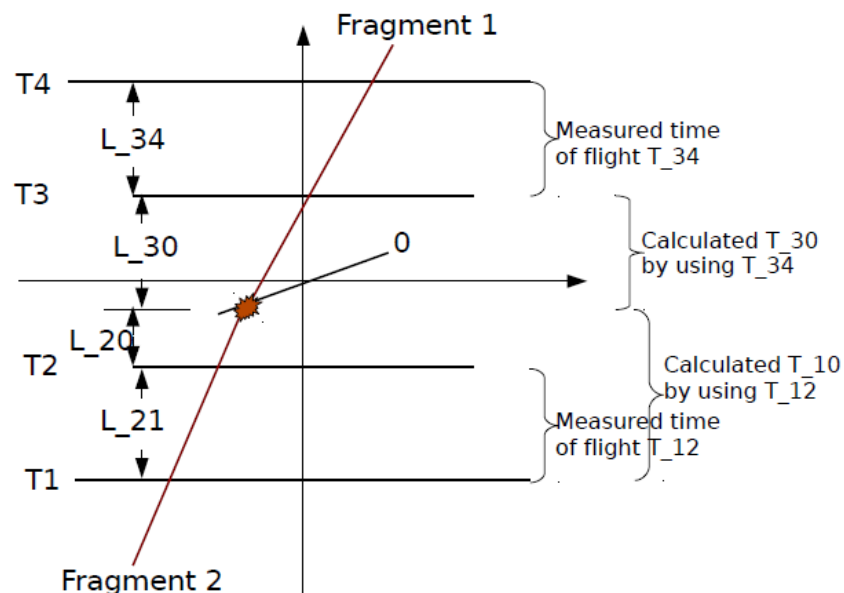 Fragment 1
T4
L_34
Measured time
of flight T_34
T3
L_30
0
Calculated T_30
by using T_34
L_20
T2
Calculated T_10
by using T_12
L_21
Measured time
of flight T_12
T1
Fragment 2